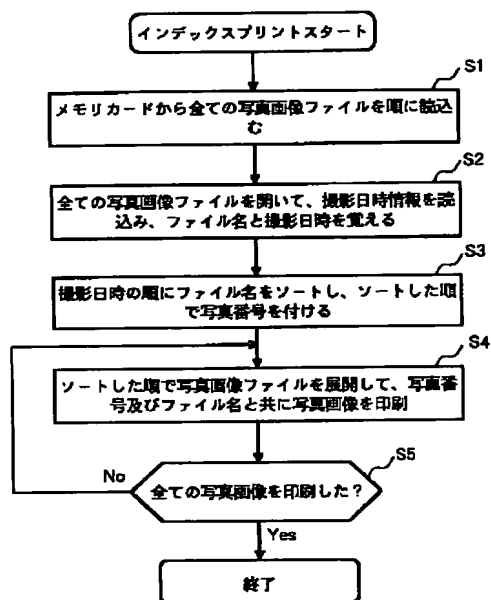 インデックスプリントスタート
S1
メモリカードから全ての写真画像ファイルを順に読込
む
S2
全ての写真画像ファイルを開いて、撮影日時情報を読
込み、ファイル名と撮影日時を覚える
S3
撮影日時の順にファイル名をソートし、ソートした順
で写真番号を付ける
S4
ソートした順で写真画像ファイルを展開して、写真番
号及びファイル名と共に写真画像を印刷
S5
No
全ての写真画像を印刷した？
Yes
終了